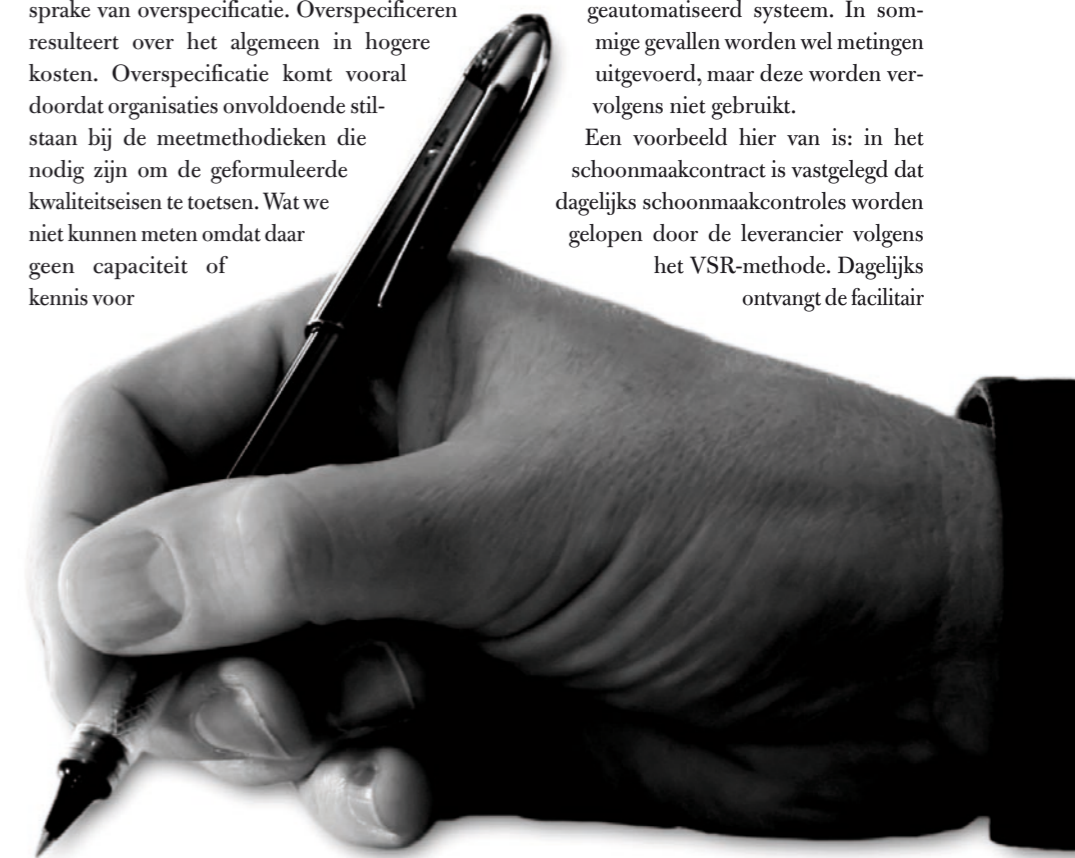 sprake van overspecificatie. Overspecificeren
resulteert over het algemeen in hogere
kosten. Overspecificatie komt vooral
doordat organisaties onvoldoende stil-
staan bij de meetmethodieken die
nodig zijn om de geformuleerde
kwaliteitseisen te toetsen. Wat we
niet kunnen meten omdat daar
geen capaciteit of
kennis voor
geautomatiseerd systeem. In som-
mige gevallen worden wel metingen
uitgevoerd, maar deze worden ver-
volgens niet gebruikt.
Een voorbeeld hier van is: in het
schoonmaakcontract is vastgelegd dat
dagelijks schoonmaakcontroles worden
gelopen door de leverancier volgens
het VSR-methode. Dagelijks
ontvangt de facilitair